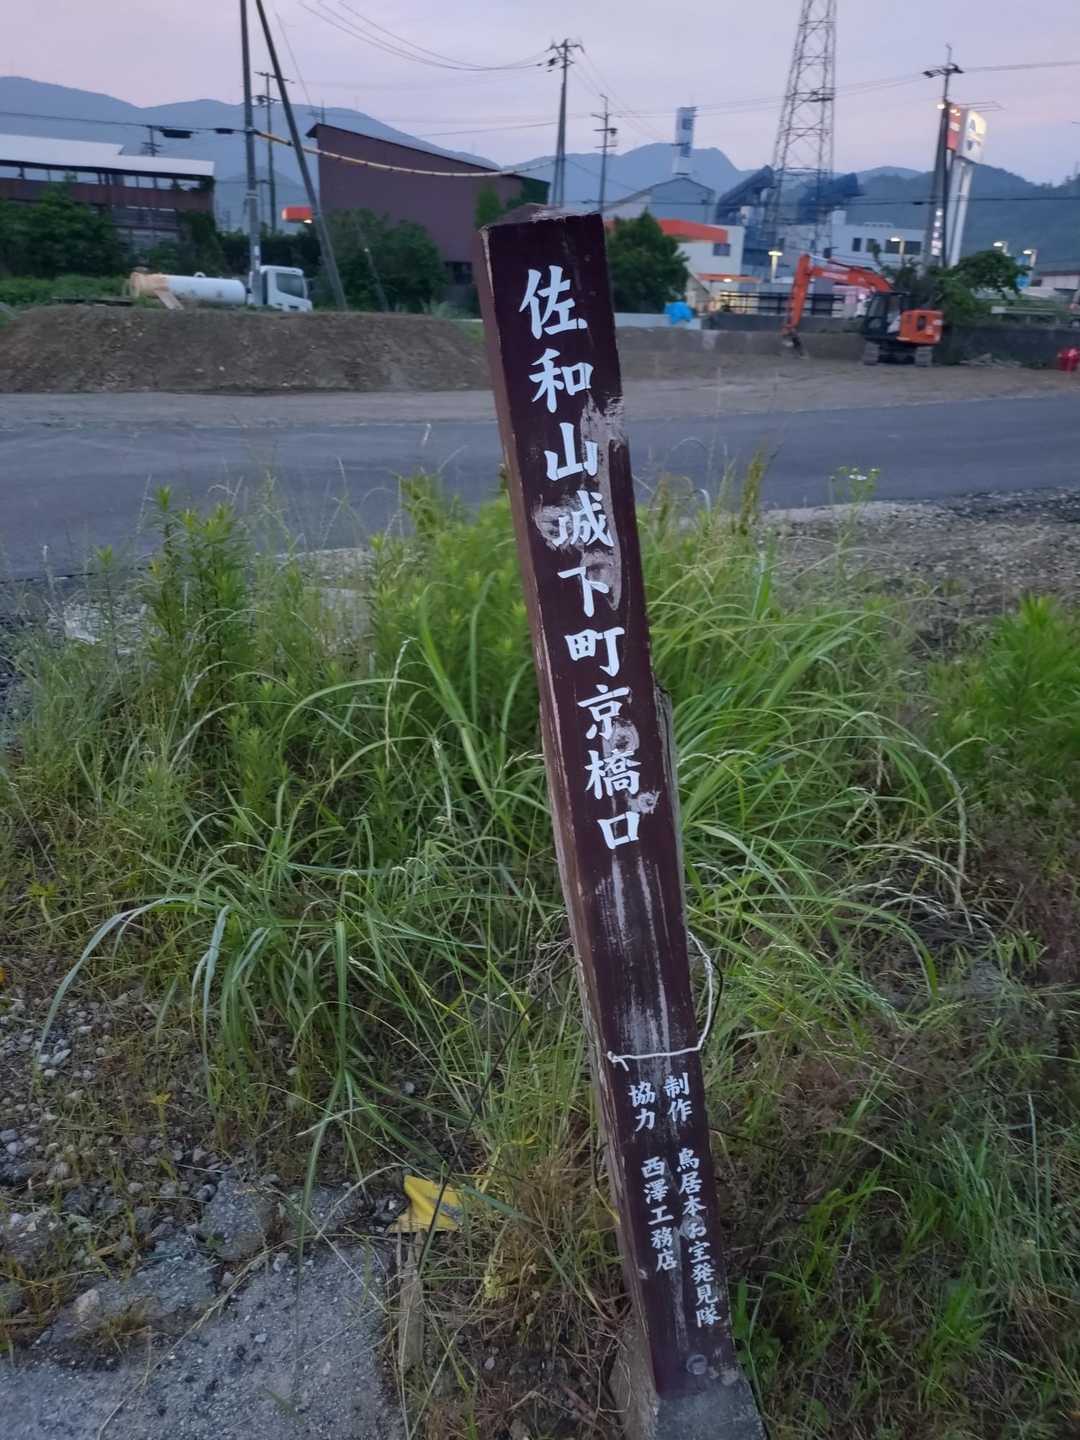 佐和山城下町京橋口
制作 鳥居本お宝発見隊
協力 西澤工務店